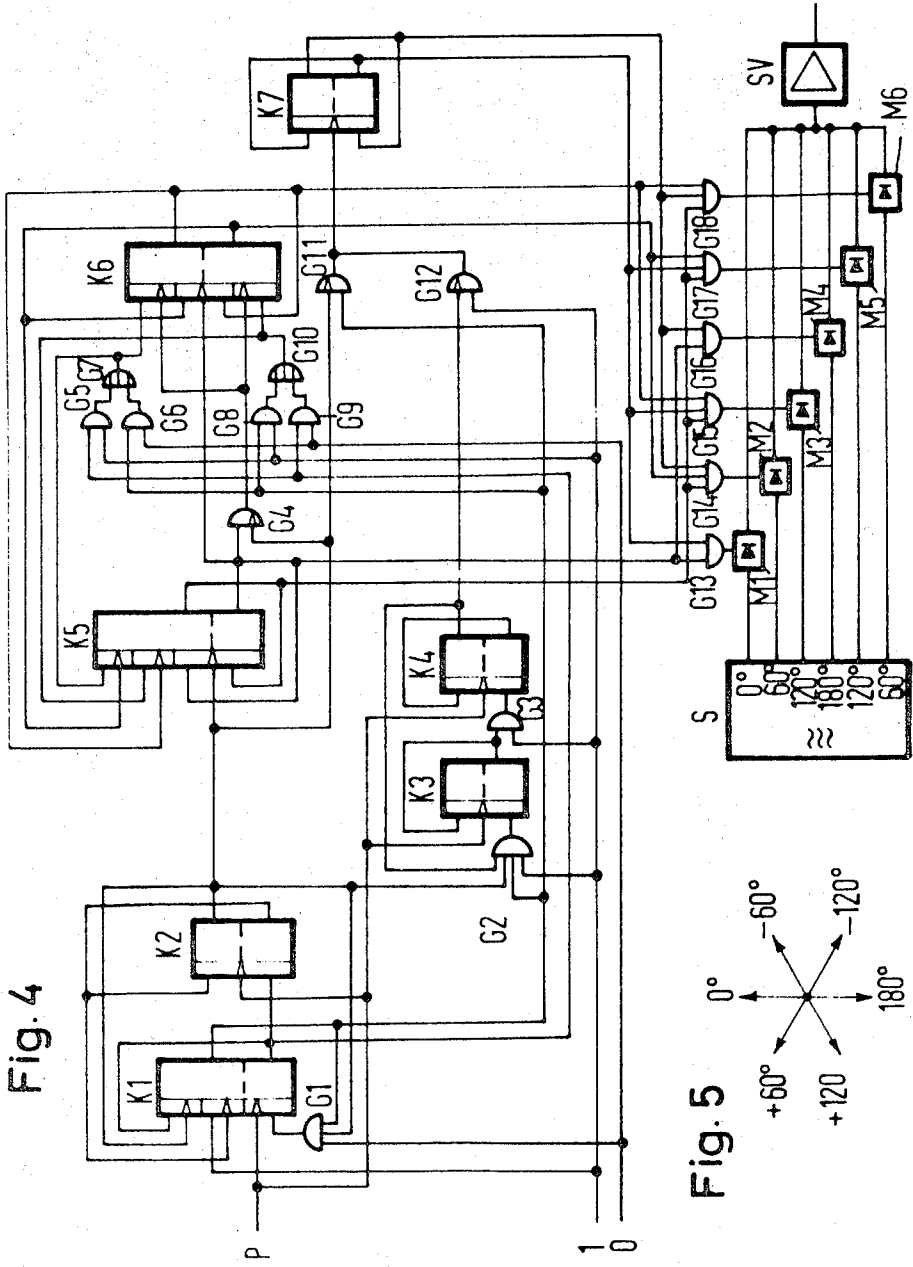 Fig. 4
K1
K2
K3
K4
K5
K6
K7
G1
G2
G3
G4
G5
G6
G7
G8
G9
G10
G11
G12
G13
G14
G15
G16
G17
G18
P
1
0
S
0°
60°
120°
180°
120°
60°
M1
M2
M3
M4
M5
M6
SV
Fig. 5
0°
-60°
-120°
180°
+120
+60°